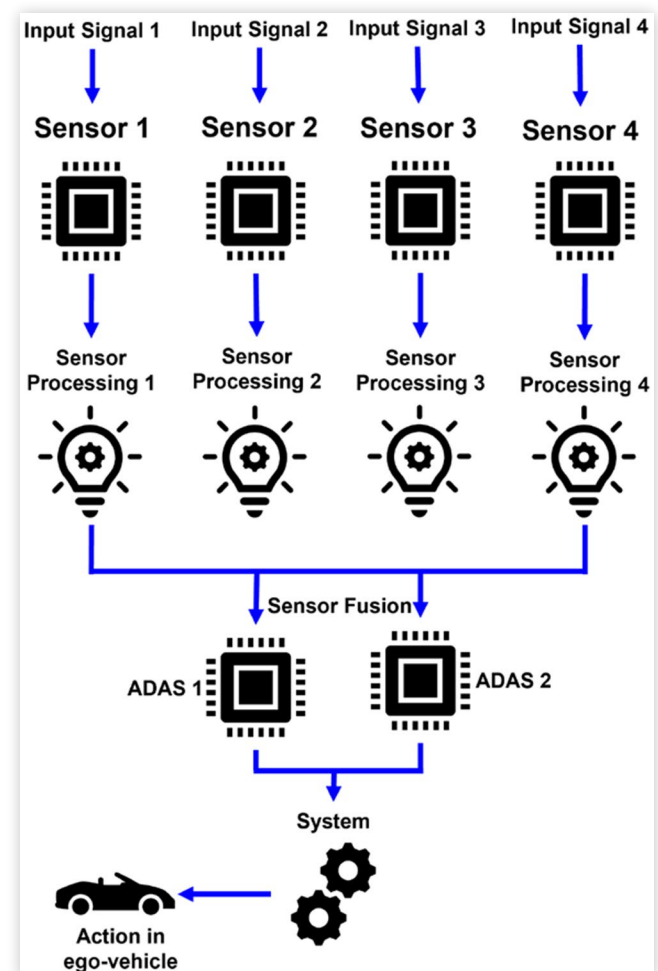 Input Signal 1
Input Signal 2
Input Signal 3
Input Signal 4
Sensor 1
Sensor 2
Sensor 3
Sensor 4
Sensor
Processing 1
Sensor
Processing 2
Sensor
Processing 3
Sensor
Processing 4
Sensor Fusion
ADAS 1
ADAS 2
System
Action in
ego-vehicle